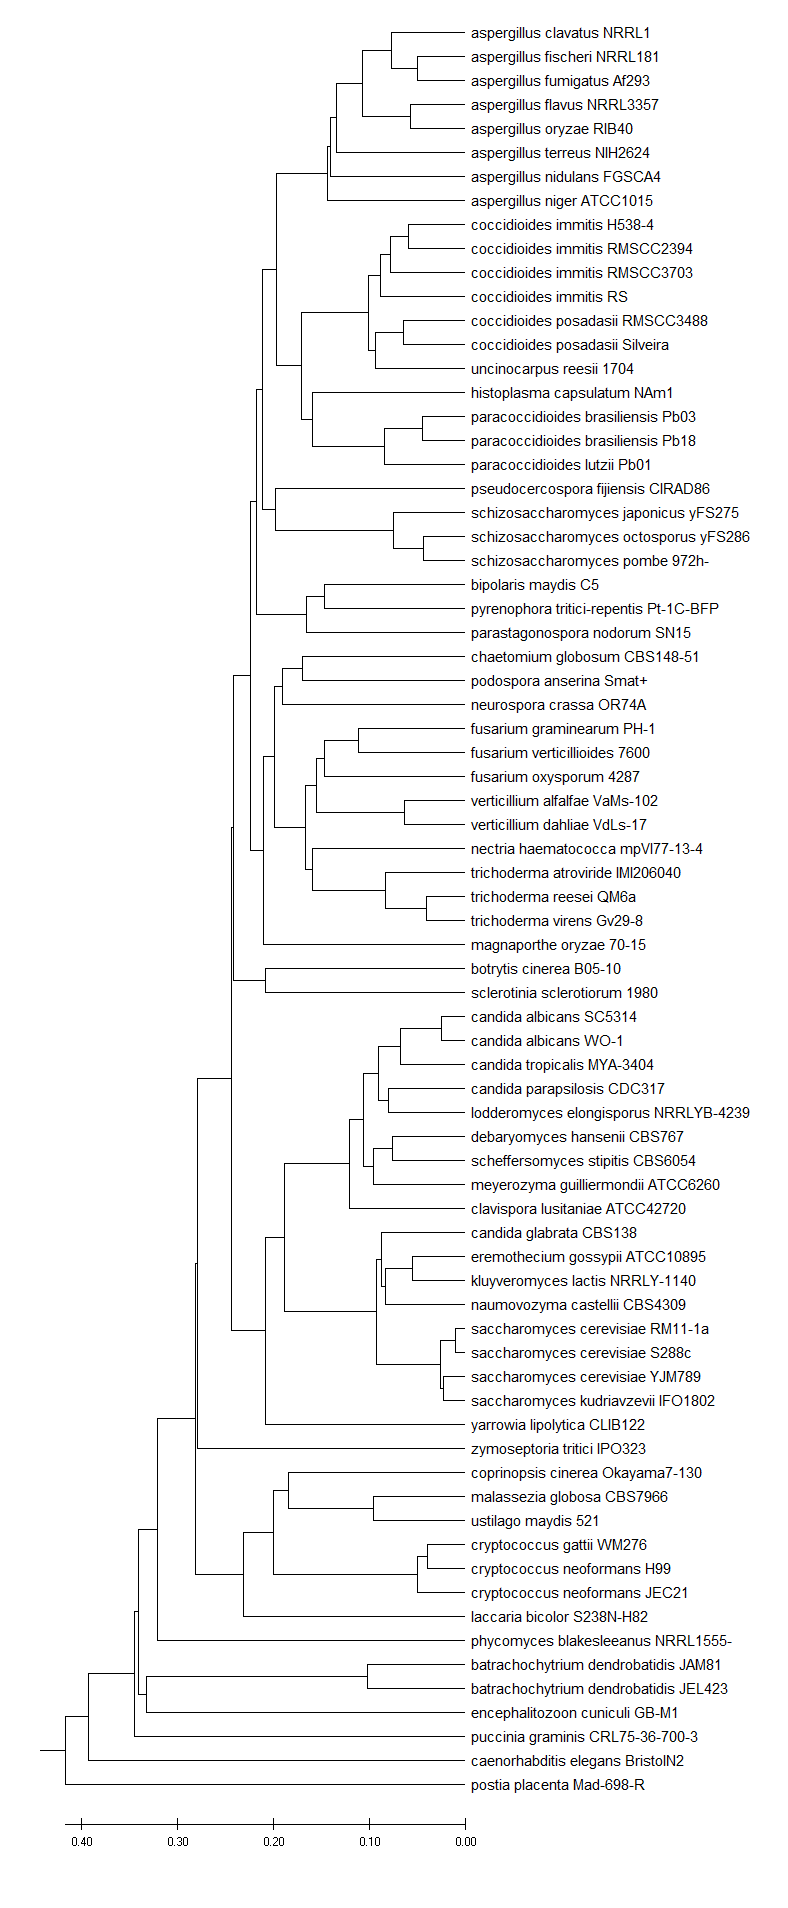 aspergillus clavatus NRRL1
aspergillus fischeri NRRL181
aspergillus fumigatus Af293
aspergillus flavus NRRL3357
aspergillus oryzae RIB40
aspergillus terreus NIH2624
aspergillus nidulans FGSCA4
aspergillus niger ATCC1015
coccidioides immitis H538-4
coccidioides immitis RMSCC2394
coccidioides immitis RMSCC3703
coccidioides immitis RS
coccidioides posadasii RMSCC3488
coccidioides posadasii Silveira
uncinocarpus reesii 1704
histoplasma capsulatum NAm1
paracoccidioides brasiliensis Pb03
paracoccidioides brasiliensis Pb18
paracoccidioides lutzii Pb01
pseudocercospora fijiensis CIRAD86
schizosaccharomyces japonicus yFS275
schizosaccharomyces octosporus yFS286
schizosaccharomyces pombe 972h-
bipolaris maydis C5
pyrenophora tritici-repentis Pt-1C-BFP
parastagonospora nodorum SN15
chaetomium globosum CBS148-51
podospora anserina Smat+
neurospora crassa OR74A
fusarium graminearum PH-1
fusarium verticillioides 7600
fusarium oxysporum 4287
verticillium alfalfae VaMs-102
verticillium dahliae VdLs-17
nectria haematococca mpVI77-13-4
trichoderma atroviride IMI206040
trichoderma reesei QM6a
trichoderma virens Gv29-8
magnaporthe oryzae 70-15
botrytis cinerea B05-10
sclerotinia sclerotiorum 1980
candida albicans SC5314
candida albicans WO-1
candida tropicalis MYA-3404
candida parapsilosis CDC317
lodderomyces elongisporus NRRLYB-4239
debaryomyces hansenii CBS767
scheffersomyces stipitis CBS6054
meyerozyma guilliermondii ATCC6260
clavispora lusitaniae ATCC42720
candida glabrata CBS138
eremothecium gossypii ATCC10895
kluyveromyces lactis NRRLY-1140
naumovozyma castellii CBS4309
saccharomyces cerevisiae RM11-1a
saccharomyces cerevisiae S288c
saccharomyces cerevisiae YJM789
saccharomyces kudriavzevii IFO1802
yarrowia lipolytica CLIB122
zymoseptoria tritici IPO323
coprinopsis cinerea Okayama7-130
malassezia globosa CBS7966
ustilago maydis 521
cryptococcus gattii WM276
cryptococcus neoformans H99
cryptococcus neoformans JEC21
laccaria bicolor S238N-H82
phycomyces blakesleeanus NRRL1555-
batrachochytrium dendrobatidis JAM81
batrachochytrium dendrobatidis JEL423
encephalitozoon cuniculi GB-M1
puccinia graminis CRL75-36-700-3
caenorhabditis elegans BristolN2
postia placenta Mad-698-R
0.40 0.30 0.20 0.10 0.00